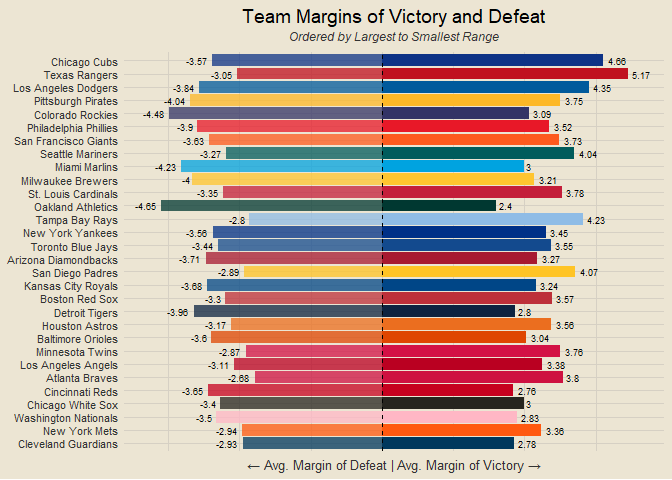 Team Margins of Victory and Defeat
Ordered by Largest to Smallest Range
Chicago Cubs -3.57 4.66
Texas Rangers -3.05 5.17
Los Angeles Dodgers -3.84 4.35
Pittsburgh Pirates -4.04 3.75
Colorado Rockies -4.48 3.09
Philadelphia Phillies -3.9 3.52
San Francisco Giants -3.63 3.73
Seattle Mariners -3.27 4.04
Miami Marlins -4.23 3
Milwaukee Brewers -4 3.21
St. Louis Cardinals -3.35 3.78
Oakland Athletics -4.65 2.4
Tampa Bay Rays -2.8 4.23
New York Yankees -3.56 3.45
Toronto Blue Jays -3.44 3.55
Arizona Diamondbacks -3.71 3.27
San Diego Padres -2.89 4.07
Kansas City Royals -3.68 3.24
Boston Red Sox -3.3 3.57
Detroit Tigers -3.96 2.8
Houston Astros -3.17 3.56
Baltimore Orioles -3.6 3.04
Minnesota Twins -2.87 3.76
Los Angeles Angels -3.11 3.38
Atlanta Braves -2.68 3.8
Cincinnati Reds -3.65 2.76
Chicago White Sox -3.4 3
Washington Nationals -3.5 2.83
New York Mets -2.94 3.36
Cleveland Guardians -2.93 2.78
← Avg. Margin of Defeat | Avg. Margin of Victory →